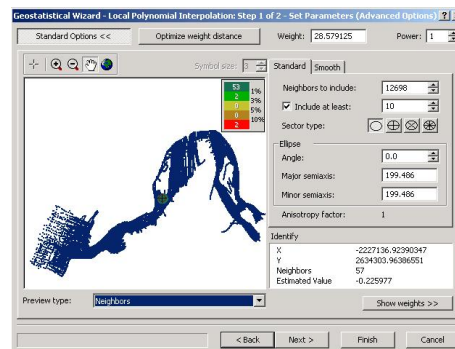 Geostatistical Wizard - Local Polynomial Interpolation: Step 1 of 2 - Set Parameters (Advanced Options)
Standard Options << Optimize weight distance Weight: 28.579125 Power: 1
Symbol size: 3
53 1%
2 3%
0 5%
0 10%
2
Standard Smooth
Neighbors to include: 12698
Include at least: 10
Sector type:
Ellipse
Angle: 0.0
Major semiaxis: 199.486
Minor semiaxis: 199.486
Anisotropy factor: 1
Identify
X -2227136.92390347
Y 2634303.96386551
Neighbors 57
Estimated Value -0.225977
Preview type: Neighbors Show weights >>
< Back Next > Finish Cancel